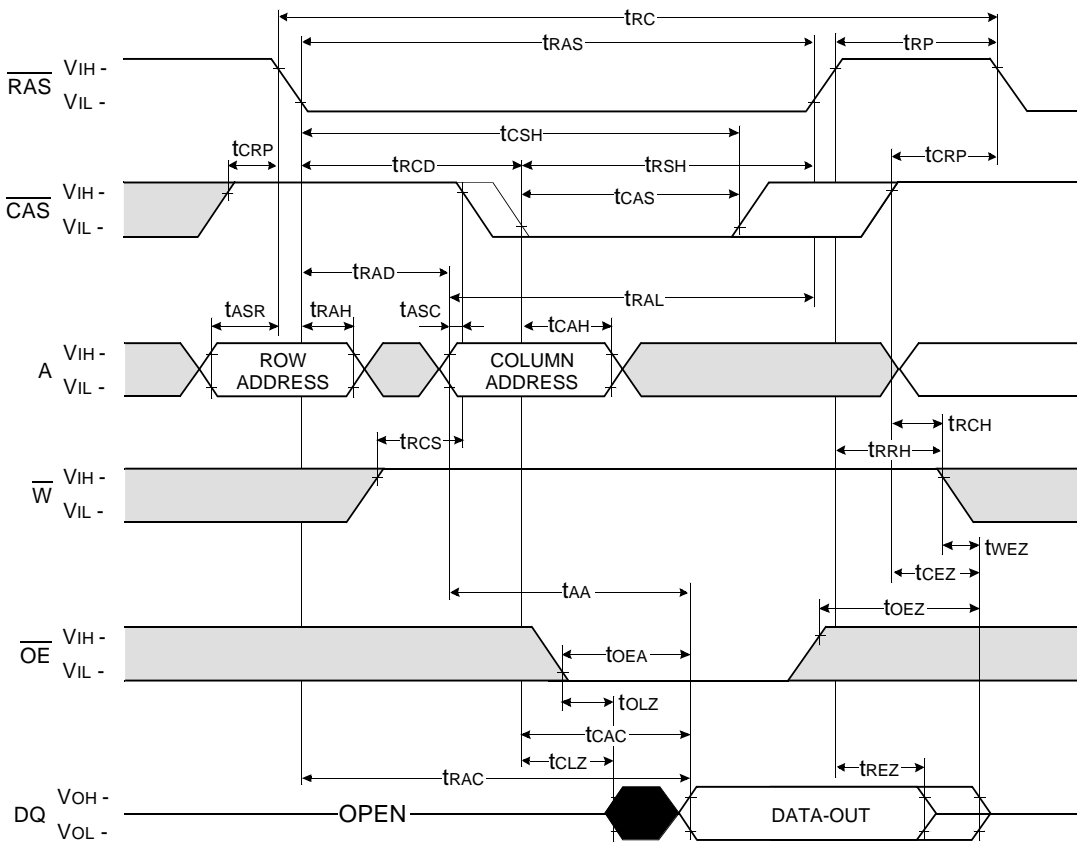 tRC
tRAS
tRP
RAS
VIH -
VIL -
tCSH
tCRP
tRCD
tRSH
tCRP
CAS
VIH -
VIL -
tCAS
tRAD
tRAL
tASR
tRAH
tASC
tCAH
A
VIH -
VIL -
ROW
ADDRESS
COLUMN
ADDRESS
tRCS
tRCH
tRRH
W
VIH -
VIL -
tWEZ
tCEZ
tAA
tOEZ
OE
VIH -
VIL -
tOEA
tOLZ
tCAC
tCLZ
tRAC
tREZ
DQ
VOH -
VOL -
OPEN
DATA-OUT